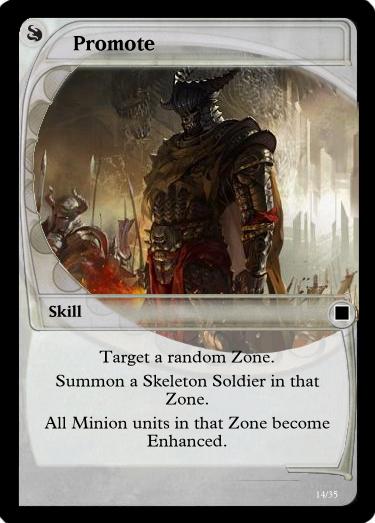 Promote
Skill
Target a random Zone.
Summon a Skeleton Soldier in that
Zone.
All Minion units in that Zone become
Enhanced.
14/35